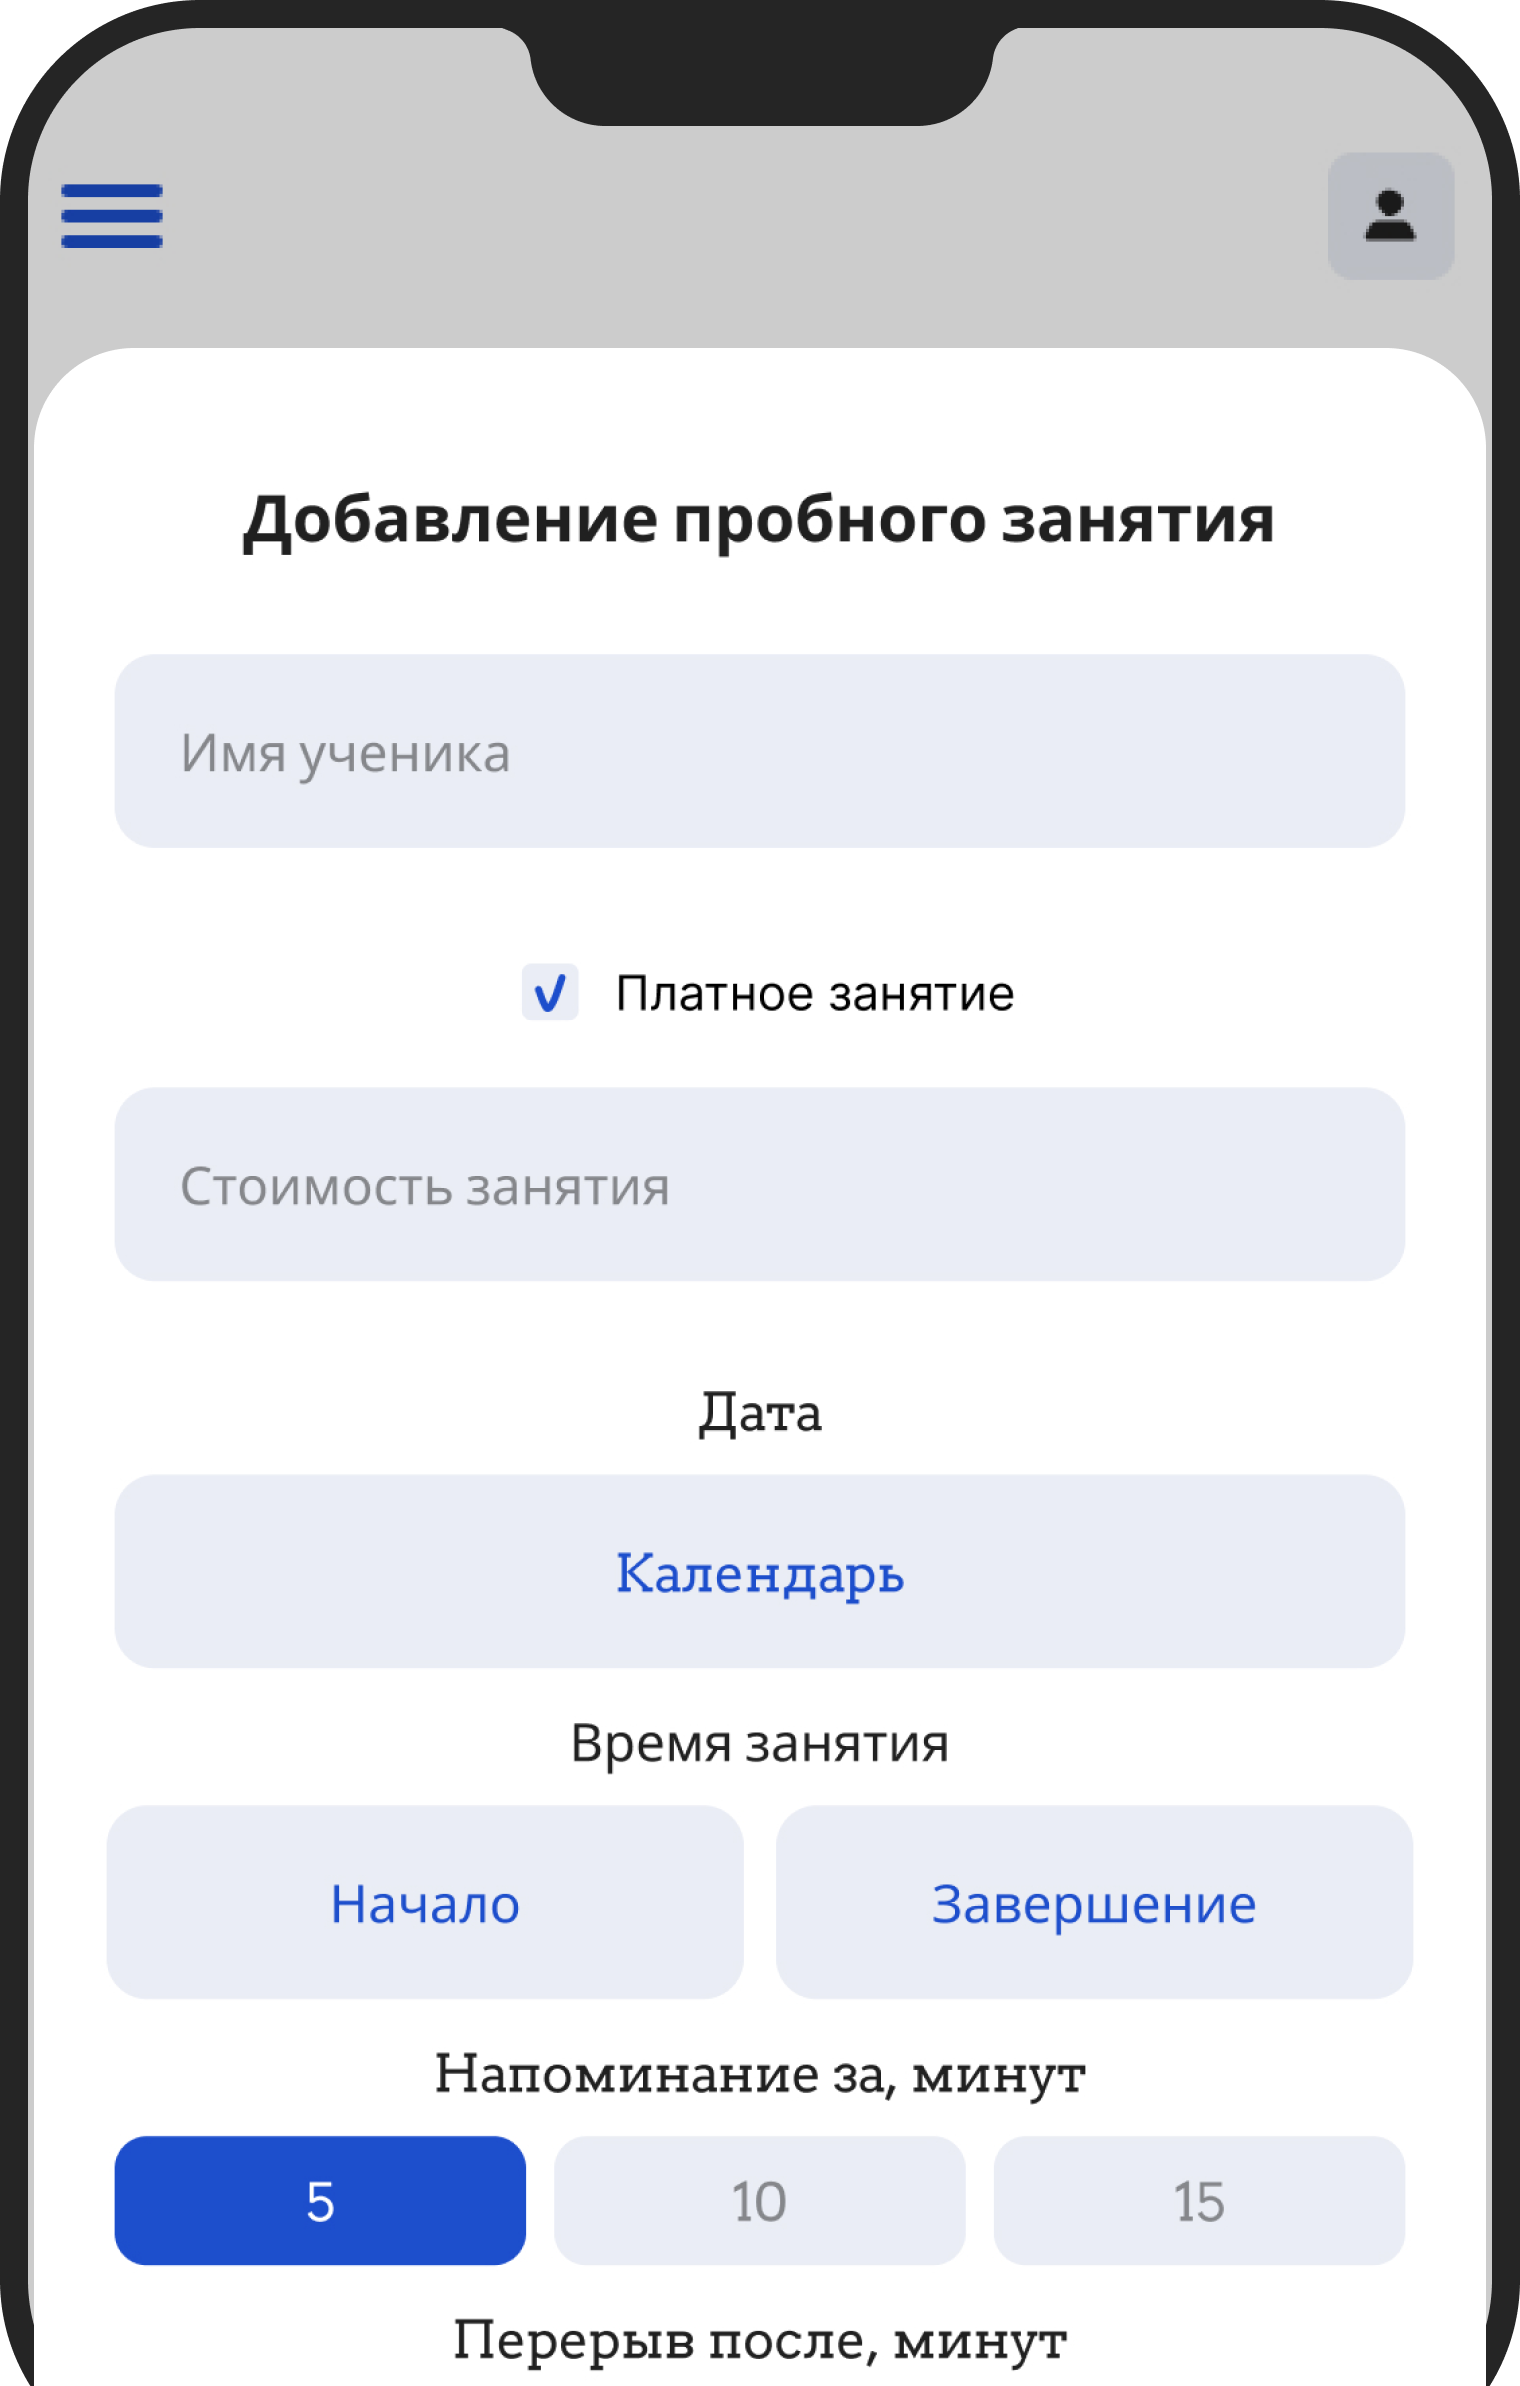 Добавление пробного занятия
Имя ученика
Платное занятие
Стоимость занятия
Дата
Календарь
Время занятия
Начало Завершение
Напоминание за, минут
5 10 15
Перерыв после, минут